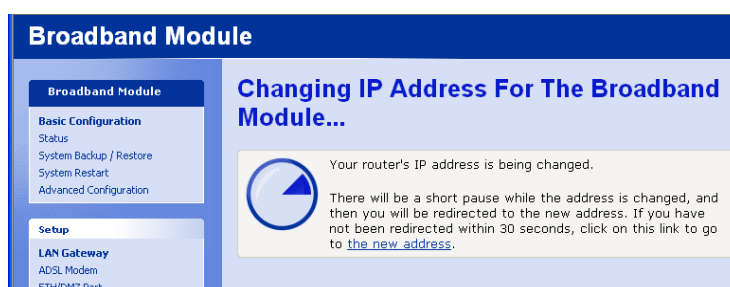 Broadband Module
Broadband Module
Basic Configuration
Status
System Backup / Restore
System Restart
Advanced Configuration
Setup
LAN Gateway
ADSL Modem
ETH/DMZ Port
Changing IP Address For The Broadband
Module...
Your router's IP address is being changed.
There will be a short pause while the address is changed, and
then you will be redirected to the new address. If you have
not been redirected within 30 seconds, click on this link to go
to the new address.